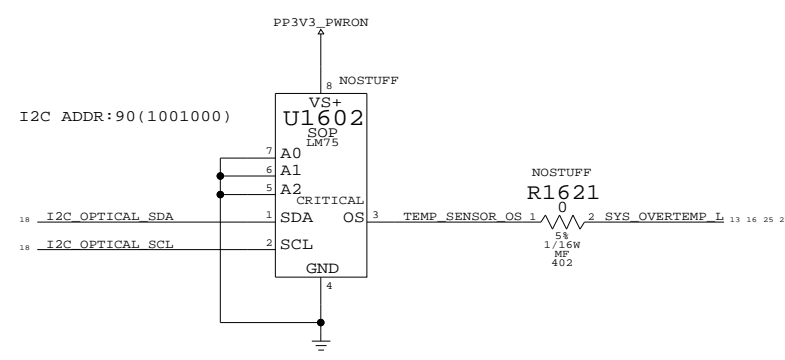 PP3V3_PWRON
8 NOSTUFF
I2C ADDR:90(1001000)
VS+
U1602
SOP
LM75
7 A0
6 A1
5 A2
CRITICAL
18 I2C_OPTICAL_SDA 1 SDA OS 3 TEMP_SENSOR_OS 1
18 I2C_OPTICAL_SCL 2 SCL
GND
4
NOSTUFF
R1621
0
2 SYS_OVERTEMP_L 13 16 25 2
5%
1/16W
MF
402